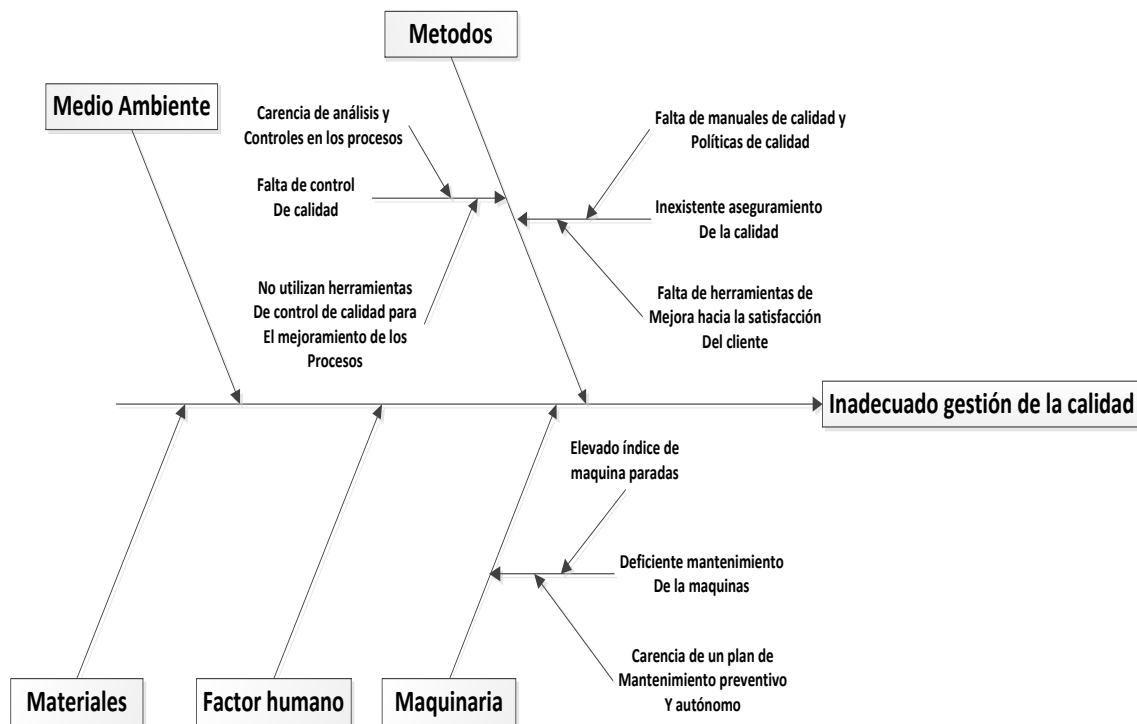 Metodos
Medio Ambiente
Carencia de análisis y
Controles en los procesos
Falta de manuales de calidad y
Políticas de calidad
Falta de control
De calidad
Inexistente aseguramiento
De la calidad
No utilizan herramientas
De control de calidad para
El mejoramiento de los
Procesos
Falta de herramientas de
Mejora hacia la satisfacción
Del cliente
Inadecuado gestión de la calidad
Elevado índice de
maquina paradas
Deficiente mantenimiento
De la maquinas
Carencia de un plan de
Mantenimiento preventivo
Y autónomo
Materiales
Factor humano
Maquinaria